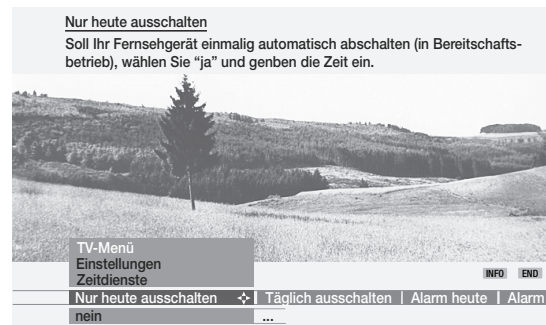 Nur heute ausschalten
Soll Ihr Fernsehgerät einmalig automatisch abschalten (in Bereitschafts-
betrieb), wählen Sie “ja” und genben die Zeit ein.
TV-Menü
Einstellungen
Zeitdienste
INFO END
Nur heute ausschalten Täglich ausschalten | Alarm heute | Alarm
nein ...